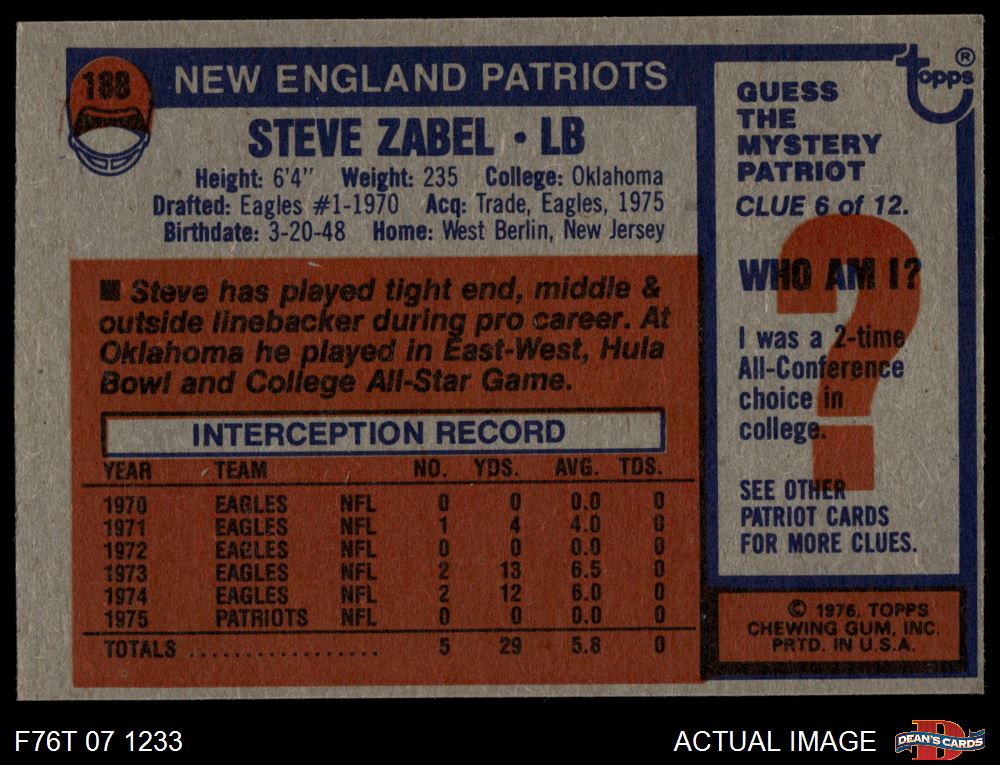 188
NEW ENGLAND PATRIOTS
STEVE ZABEL • LB
Height: 6'4" Weight: 235 College: Oklahoma
Drafted: Eagles #1-1970 Acq: Trade, Eagles, 1975
Birthdate: 3-20-48 Home: West Berlin, New Jersey
■ Steve has played tight end, middle &
outside linebacker during pro career. At
Oklahoma he played in East-West, Hula
Bowl and College All-Star Game.
INTERCEPTION RECORD
YEAR TEAM NO. YDS. AVG. TDS.
1970 EAGLES NFL 0 0 0.0 0
1971 EAGLES NFL 1 4 4.0 0
1972 EAGLES NFL 0 0 0.0 0
1973 EAGLES NFL 2 13 6.5 0
1974 EAGLES NFL 2 12 6.0 0
1975 PATRIOTS NFL 0 0 0.0 0
TOTALS .................. 5 29 5.8 0
topps ®
GUESS
THE
MYSTERY
PATRIOT
CLUE 6 of 12.
WHO AM I?
I was a 2-time
All-Conference
choice in
college.
SEE OTHER
PATRIOT CARDS
FOR MORE CLUES.
© 1976, TOPPS
CHEWING GUM, INC.
PRTD. IN U.S.A.
F76T 07 1233
ACTUAL IMAGE
DEAN'S CARDS